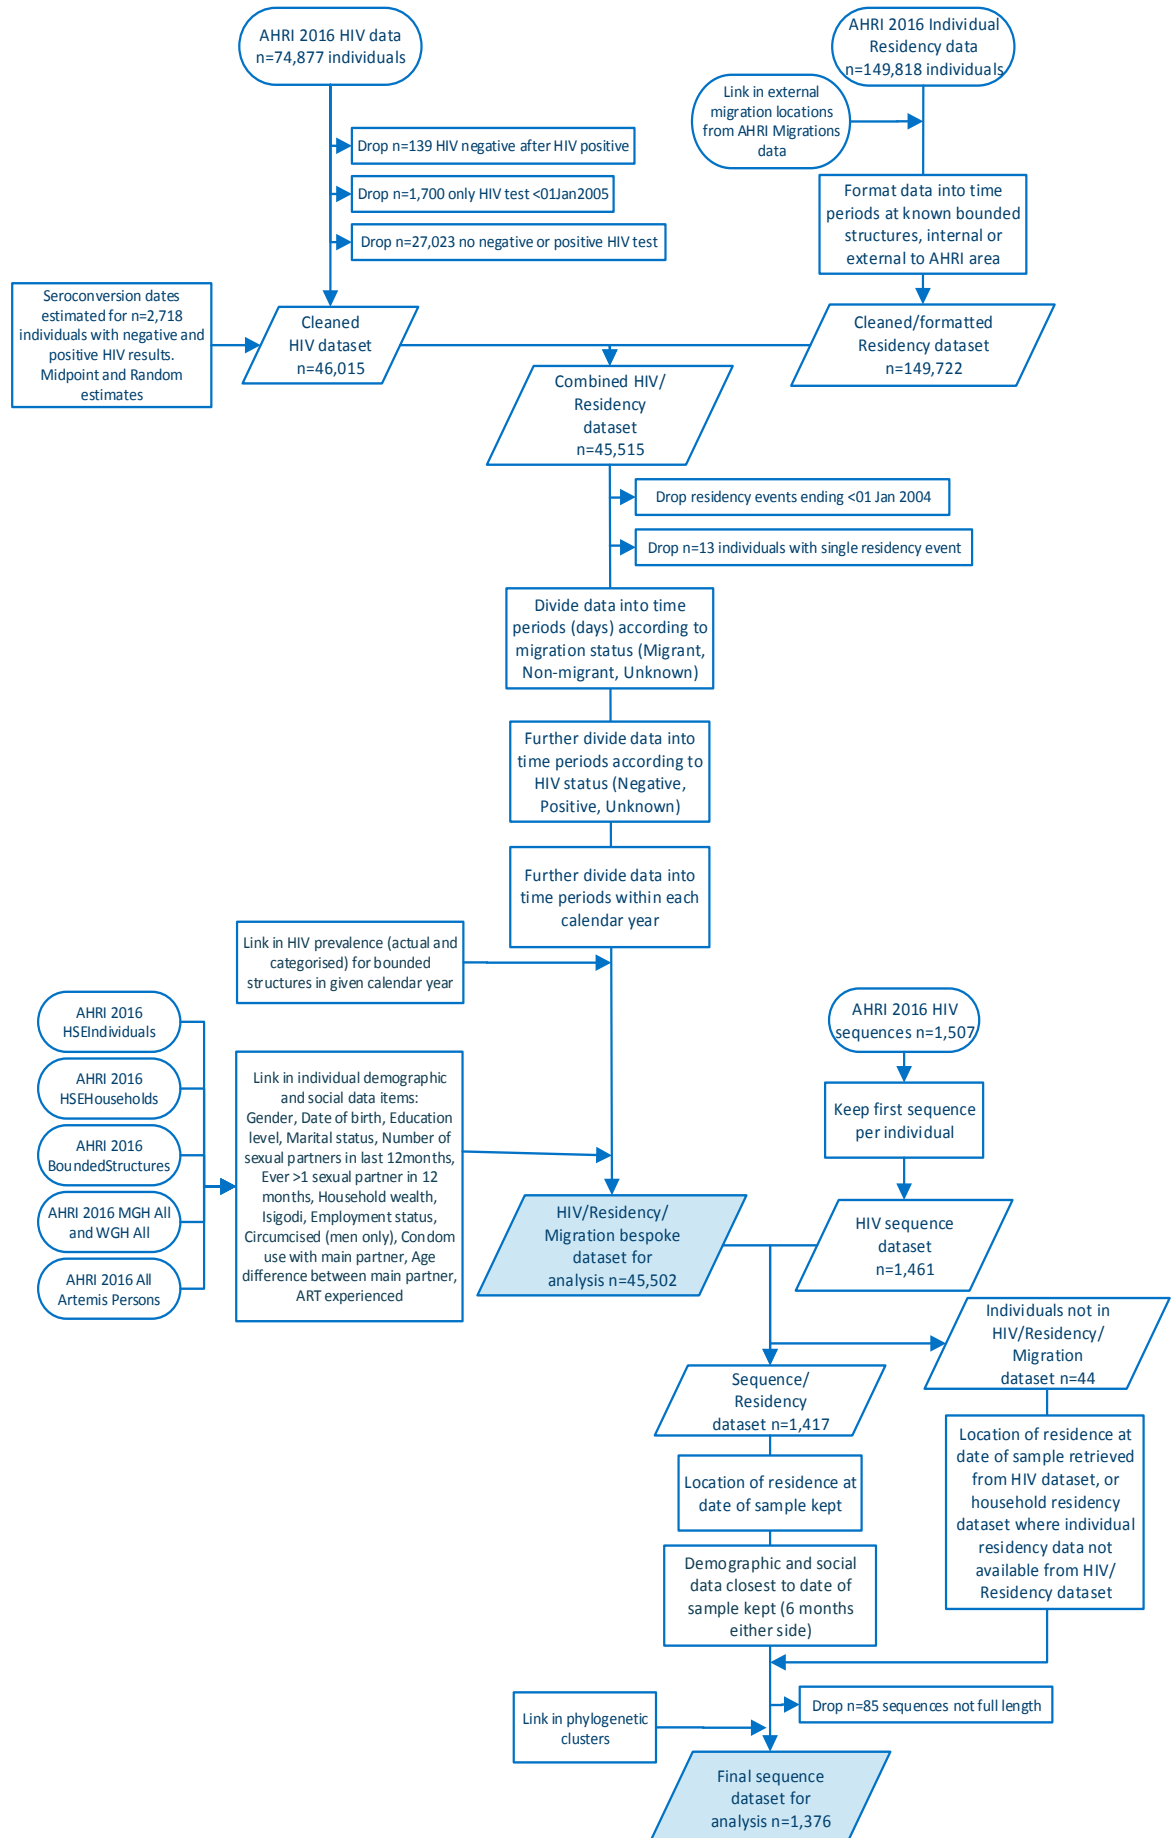 AHRI 2016 HIV data
n=74,877 individuals
AHRI 2016 Individual
Residency data
n=149,818 individuals
Link in external
migration locations
from AHRI Migrations
data
Drop n=139 HIV negative after HIV positive
Drop n=1,700 only HIV test <01Jan2005
Drop n=27,023 no negative or positive HIV test
Format data into time
periods at known bounded
structures, internal or
external to AHRI area
Seroconversion dates
estimated for n=2,718
individuals with negative and
positive HIV results.
Midpoint and Random
estimates
Cleaned
HIV dataset
n=46,015
Cleaned/formatted
Residency dataset
n=149,722
Combined HIV/
Residency
dataset
n=45,515
Drop residency events ending <01 Jan 2004
Drop n=13 individuals with single residency event
Divide data into time
periods (days) according to
migration status (Migrant,
Non-migrant, Unknown)
Further divide data into
time periods according to
HIV status (Negative,
Positive, Unknown)
Further divide data into
time periods within each
calendar year
Link in HIV prevalence (actual and
categorised) for bounded
structures in given calendar year
AHRI 2016
HSEIndividuals
AHRI 2016
HSEHouseholds
AHRI 2016
BoundedStructures
AHRI 2016 MGH All
and WGH All
AHRI 2016 All
Artemis Persons
Link in individual demographic
and social data items:
Gender, Date of birth, Education
level, Marital status, Number of
sexual partners in last 12months,
Ever >1 sexual partner in 12
months, Household wealth,
Isigodi, Employment status,
Circumcised (men only), Condom
use with main partner, Age
difference between main partner,
ART experienced
AHRI 2016 HIV
sequences n=1,507
Keep first sequence
per individual
HIV/Residency/
Migration bespoke
dataset for
analysis n=45,502
HIV sequence
dataset
n=1,461
Individuals not in
HIV/Residency/
Migration
dataset n=44
Sequence/
Residency
dataset n=1,417
Location of residence at
date of sample kept
Location of residence at
date of sample retrieved
from HIV dataset, or
household residency
dataset where individual
residency data not
available from HIV/
Residency dataset
Demographic and social
data closest to date of
sample kept (6 months
either side)
Drop n=85 sequences not full length
Link in phylogenetic
clusters
Final sequence
dataset for
analysis n=1,376